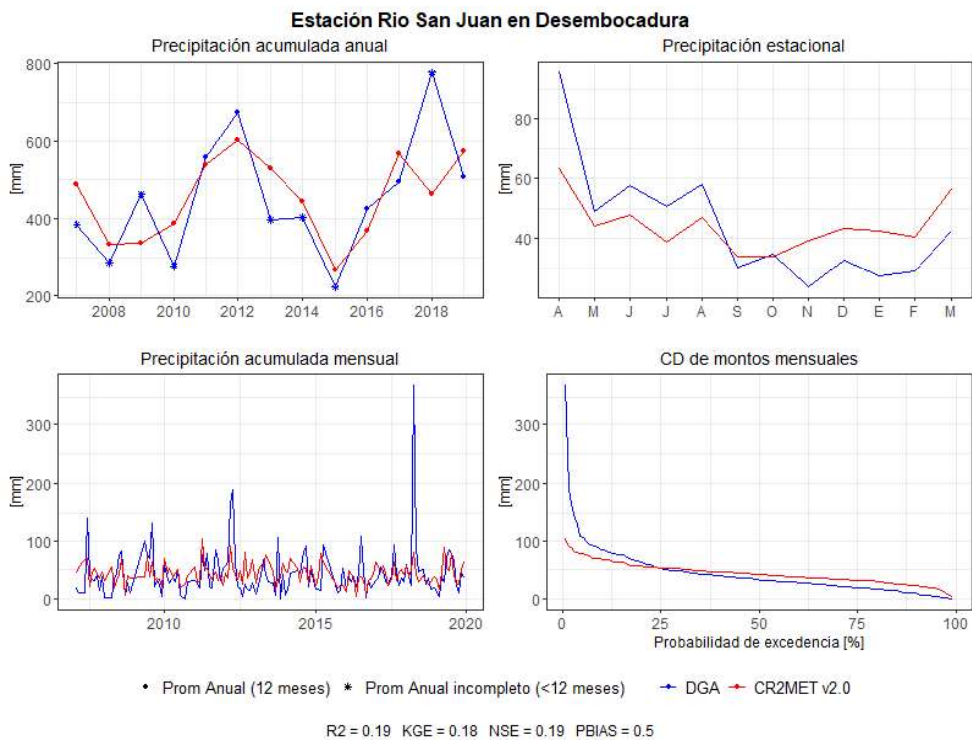 Estación Rio San Juan en Desembocadura
Precipitación acumulada anual
800
600
400
200
[mm]
2008 2010 2012 2014 2016 2018
Precipitación estacional
80
60
40
[mm]
A M J J A S O N D E F M
Precipitación acumulada mensual
300
200
100
0
[mm]
2010 2015 2020
CD de montos mensuales
300
200
100
0
[mm]
0 25 50 75 100
Probabilidad de excedencia [%]
Prom Anual (12 meses) Prom Anual incompleto (<12 meses) DGA CR2MET v2.0
R2 = 0.19 KGE = 0.18 NSE = 0.19 PBIAS = 0.5